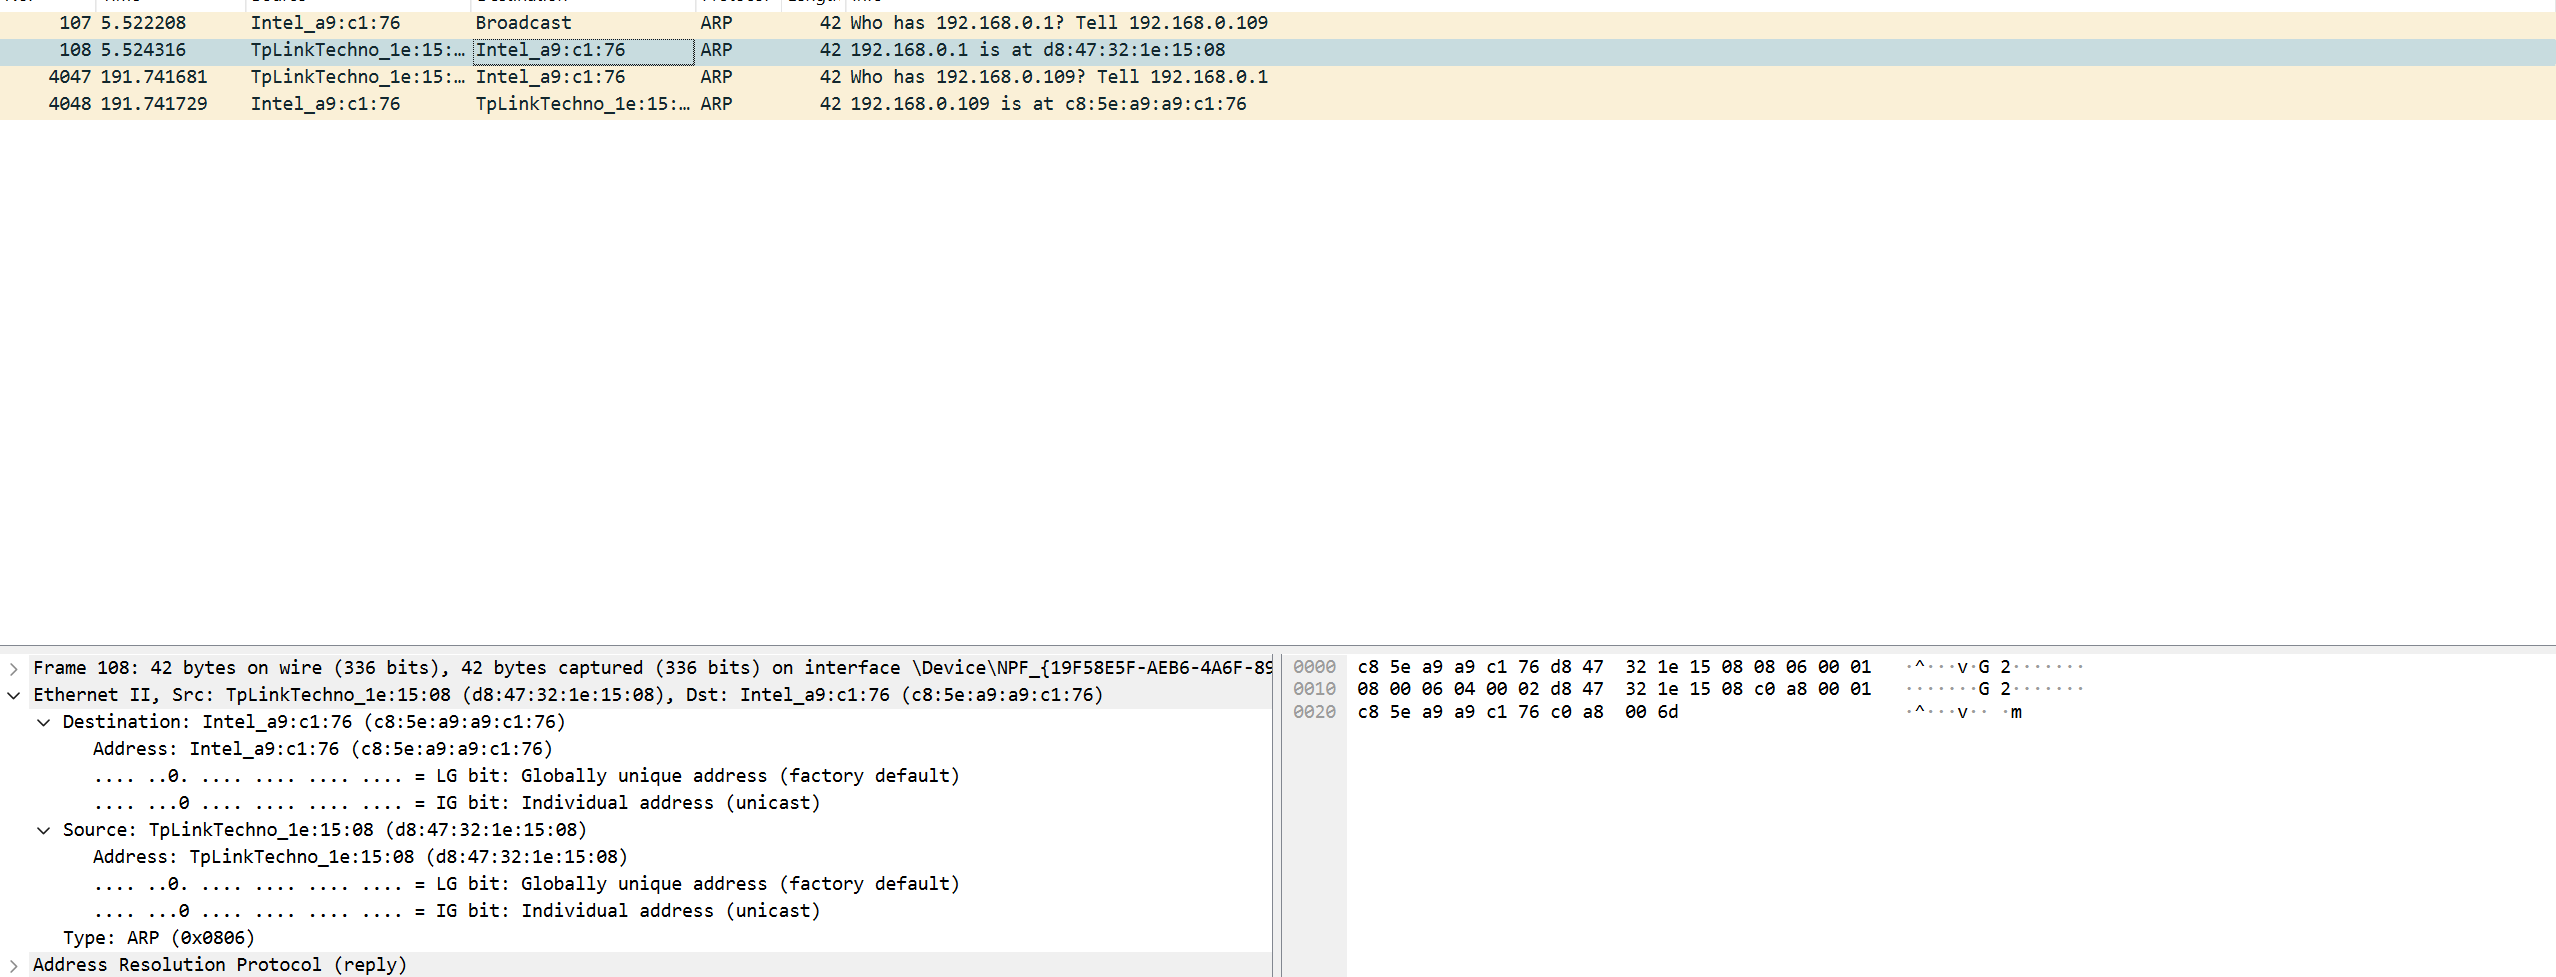 No. Time Source Destination Protocol Length Info
107 5.522208 Intel_a9:c1:76 Broadcast ARP 42 Who has 192.168.0.1? Tell 192.168.0.109
108 5.524316 TpLinkTechno_1e:15:… Intel_a9:c1:76 ARP 42 192.168.0.1 is at d8:47:32:1e:15:08
4047 191.741681 TpLinkTechno_1e:15:… Intel_a9:c1:76 ARP 42 Who has 192.168.0.109? Tell 192.168.0.1
4048 191.741729 Intel_a9:c1:76 TpLinkTechno_1e:15:… ARP 42 192.168.0.109 is at c8:5e:a9:a9:c1:76
Frame 108: 42 bytes on wire (336 bits), 42 bytes captured (336 bits) on interface \Device\NPF_{19F58E5F-AEB6-4A6F-89
Ethernet II, Src: TpLinkTechno_1e:15:08 (d8:47:32:1e:15:08), Dst: Intel_a9:c1:76 (c8:5e:a9:a9:c1:76)
Destination: Intel_a9:c1:76 (c8:5e:a9:a9:c1:76)
Address: Intel_a9:c1:76 (c8:5e:a9:a9:c1:76)
.... ..0. .... .... .... .... = LG bit: Globally unique address (factory default)
.... ...0 .... .... .... .... = IG bit: Individual address (unicast)
Source: TpLinkTechno_1e:15:08 (d8:47:32:1e:15:08)
Address: TpLinkTechno_1e:15:08 (d8:47:32:1e:15:08)
.... ..0. .... .... .... .... = LG bit: Globally unique address (factory default)
.... ...0 .... .... .... .... = IG bit: Individual address (unicast)
Type: ARP (0x0806)
Address Resolution Protocol (reply)
0000 c8 5e a9 a9 c1 76 d8 47 32 1e 15 08 08 06 00 01 ·^···v·G 2·······
0010 08 00 06 04 00 02 d8 47 32 1e 15 08 c0 a8 00 01 ·······G 2·······
0020 c8 5e a9 a9 c1 76 c0 a8 00 6d ·^···v·· ·m